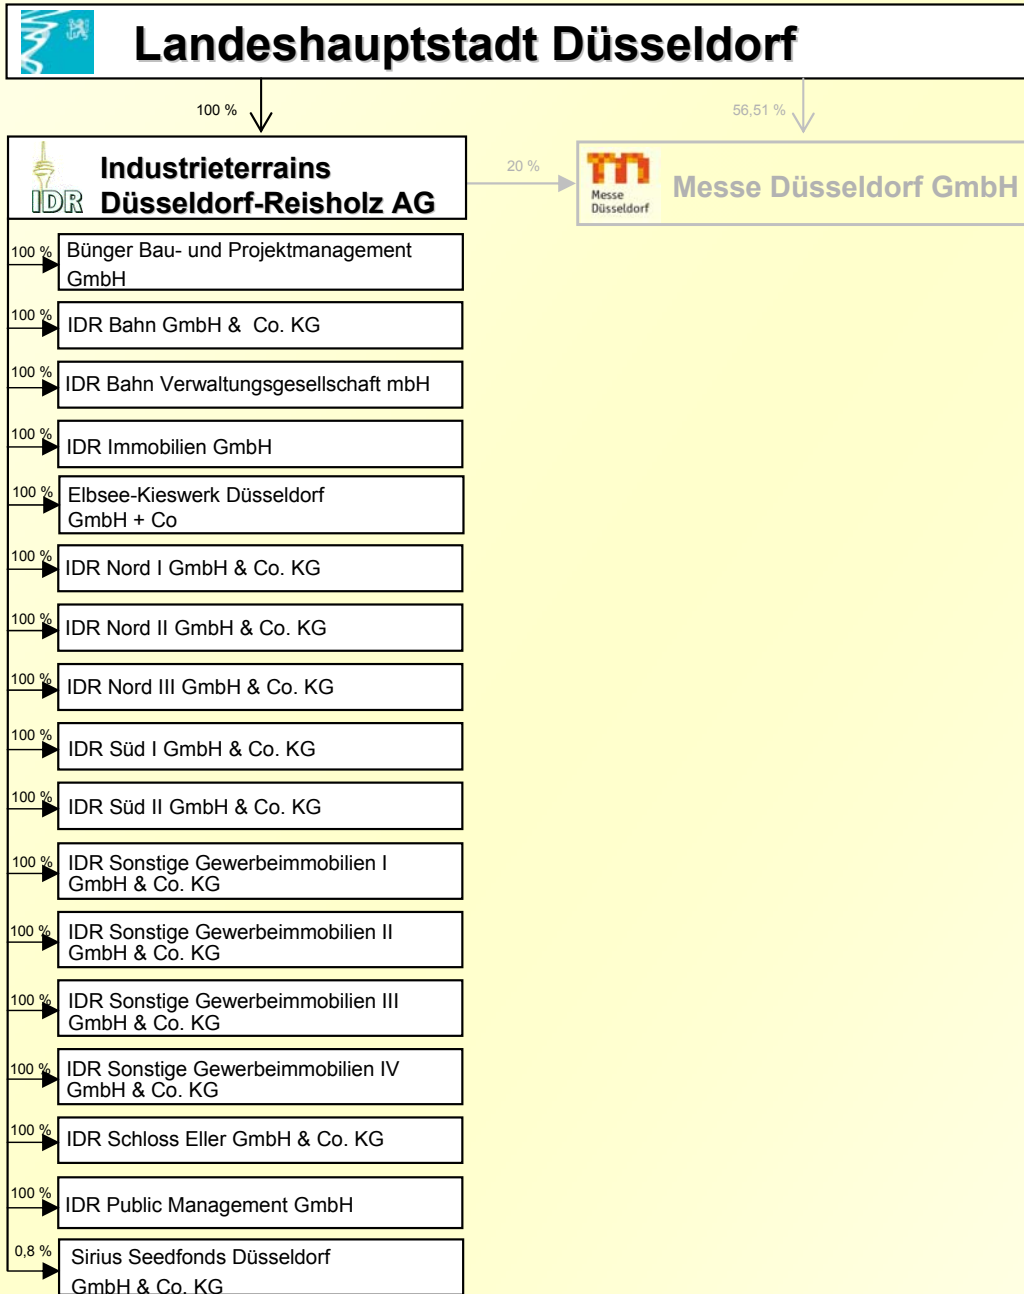 Landeshauptstadt Düsseldorf
100 %
56,51 %
IDR
Industrieterrains
Düsseldorf-Reisholz AG
20 %
Messe
Düsseldorf
Messe Düsseldorf GmbH
100 %
Bünger Bau- und Projektmanagement
GmbH
100 %
IDR Bahn GmbH & Co. KG
100 %
IDR Bahn Verwaltungsgesellschaft mbH
100 %
IDR Immobilien GmbH
100 %
Elbsee-Kieswerk Düsseldorf
GmbH + Co
100 %
IDR Nord I GmbH & Co. KG
100 %
IDR Nord II GmbH & Co. KG
100 %
IDR Nord III GmbH & Co. KG
100 %
IDR Süd I GmbH & Co. KG
100 %
IDR Süd II GmbH & Co. KG
100 %
IDR Sonstige Gewerbeimmobilien I
GmbH & Co. KG
100 %
IDR Sonstige Gewerbeimmobilien II
GmbH & Co. KG
100 %
IDR Sonstige Gewerbeimmobilien III
GmbH & Co. KG
100 %
IDR Sonstige Gewerbeimmobilien IV
GmbH & Co. KG
100 %
IDR Schloss Eller GmbH & Co. KG
100 %
IDR Public Management GmbH
0,8 %
Sirius Seedfonds Düsseldorf
GmbH & Co. KG